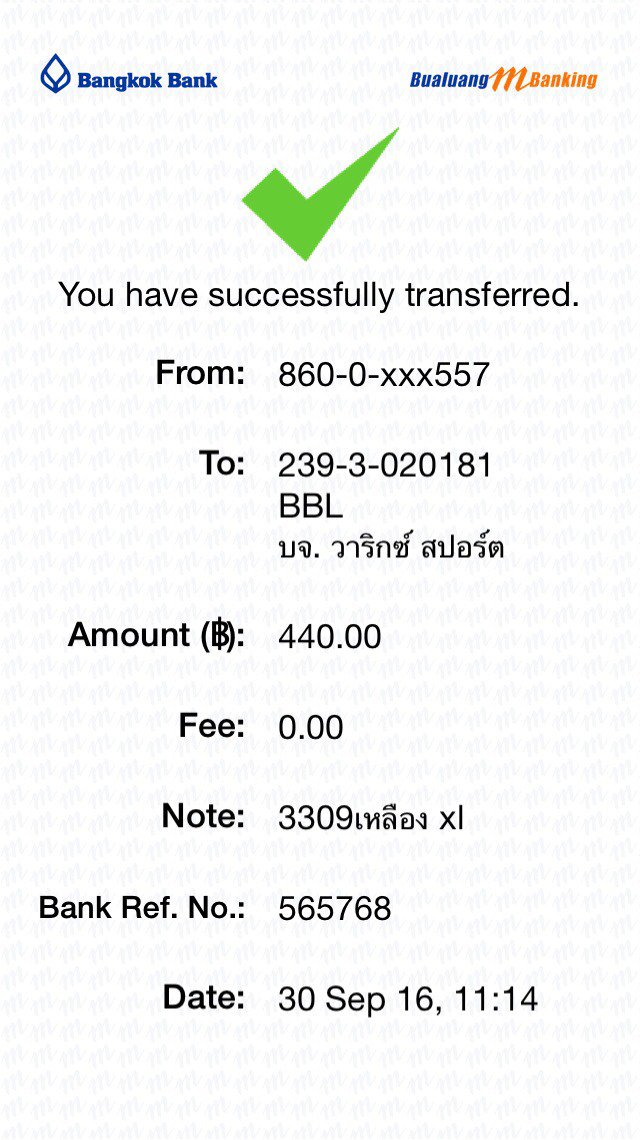 Bangkok Bank
Bualuang mBanking
You have successfully transferred.
From: 860-0-xxx557
To: 239-3-020181
BBL
บจ. วาริกซ์ สปอร์ต
Amount (฿): 440.00
Fee: 0.00
Note: 3309เหลือง xl
Bank Ref. No.: 565768
Date: 30 Sep 16, 11:14